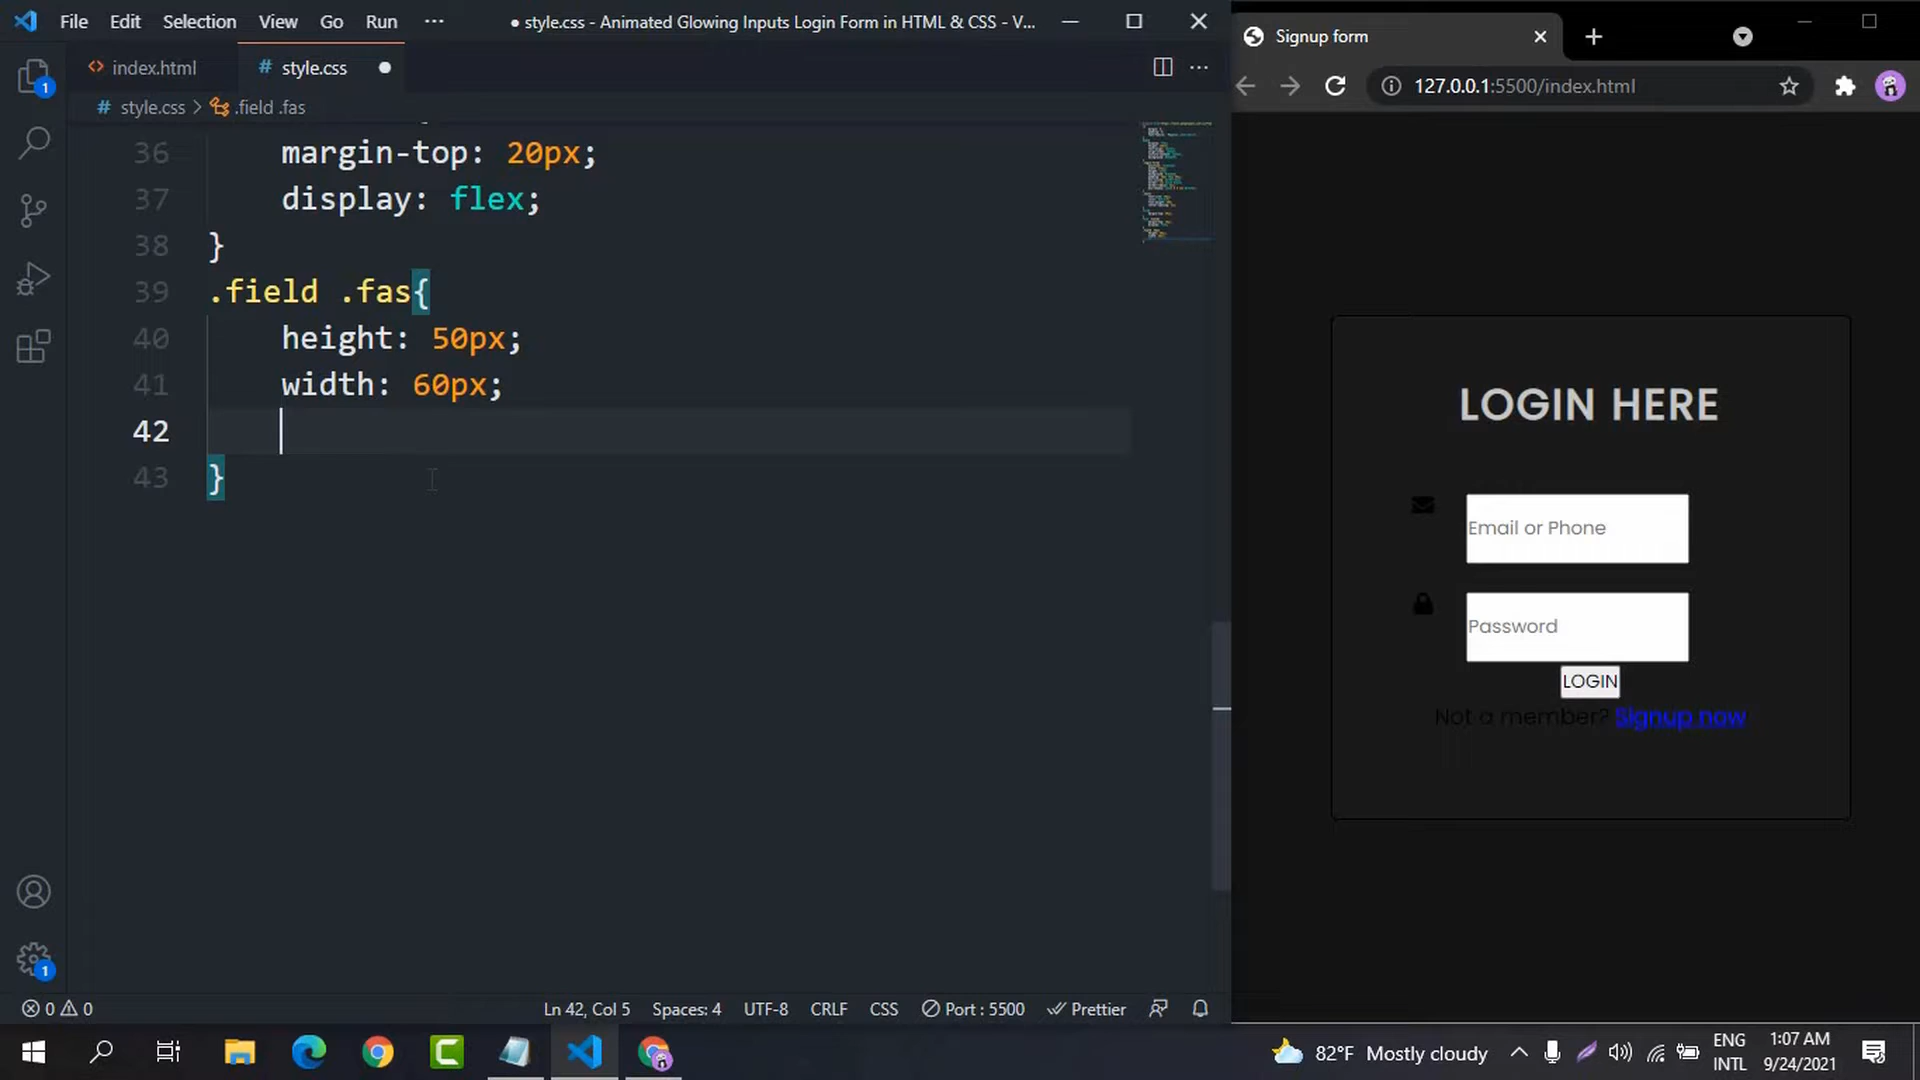 File Edit Selection View Go Run ···
● style.css - Animated Glowing Inputs Login Form in HTML & CSS - V...
index.html
# style.css
# style.css > .field .fas
36 margin-top: 20px;
37 display: flex;
38 }
39 .field .fas{
40 height: 50px;
41 width: 60px;
42
43 }
1
1
0 0
Ln 42, Col 5
Spaces: 4
UTF-8
CRLF
CSS
Port : 5500
Prettier
Signup form
127.0.0.1:5500/index.html
LOGIN HERE
Email or Phone
Password
LOGIN
Not a member? Signup now
82°F Mostly cloudy
ENG
INTL
1:07 AM
9/24/2021